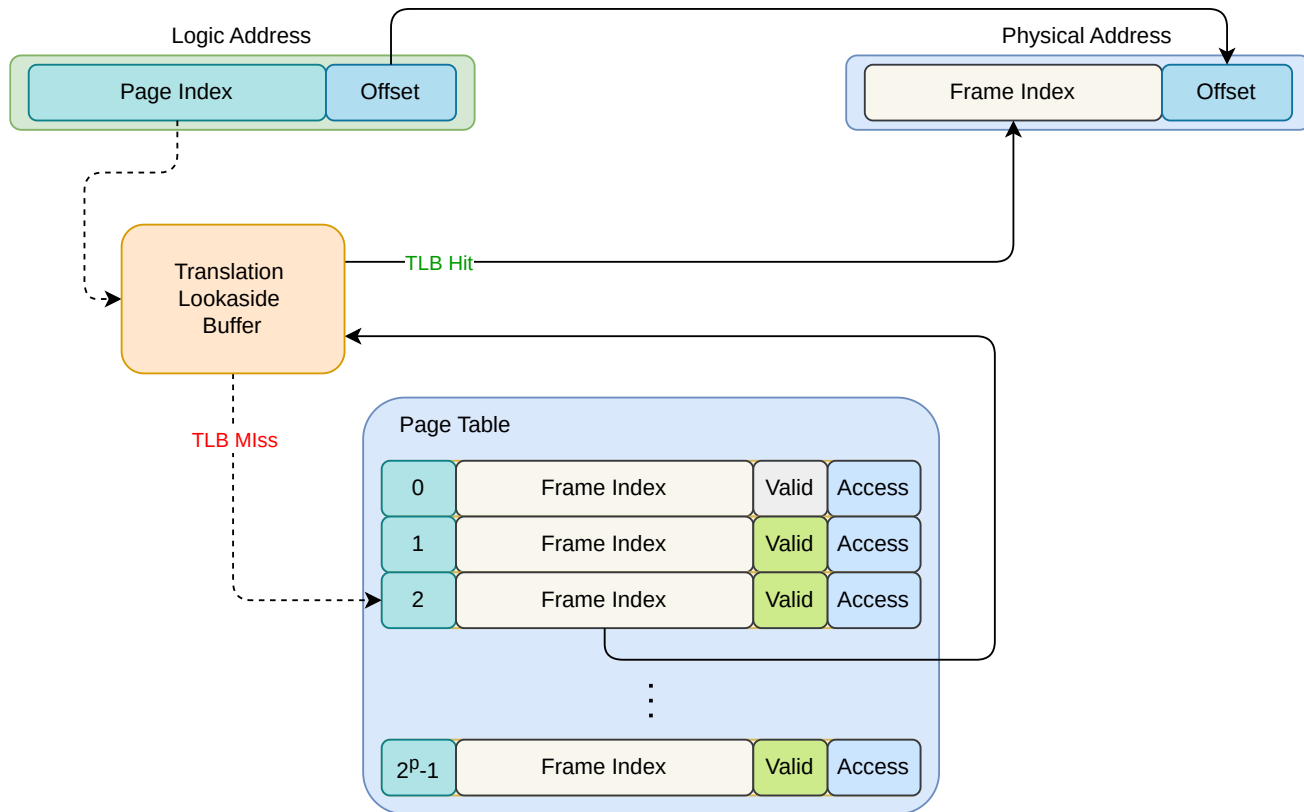 Logic Address
Physical Address
Page Index
Offset
Frame Index
Offset
Translation
Lookaside
Buffer
TLB Hit
TLB MIss
Page Table
0 Frame Index Valid Access
1 Frame Index Valid Access
2 Frame Index Valid Access
⋮
2ᵖ-1 Frame Index Valid Access